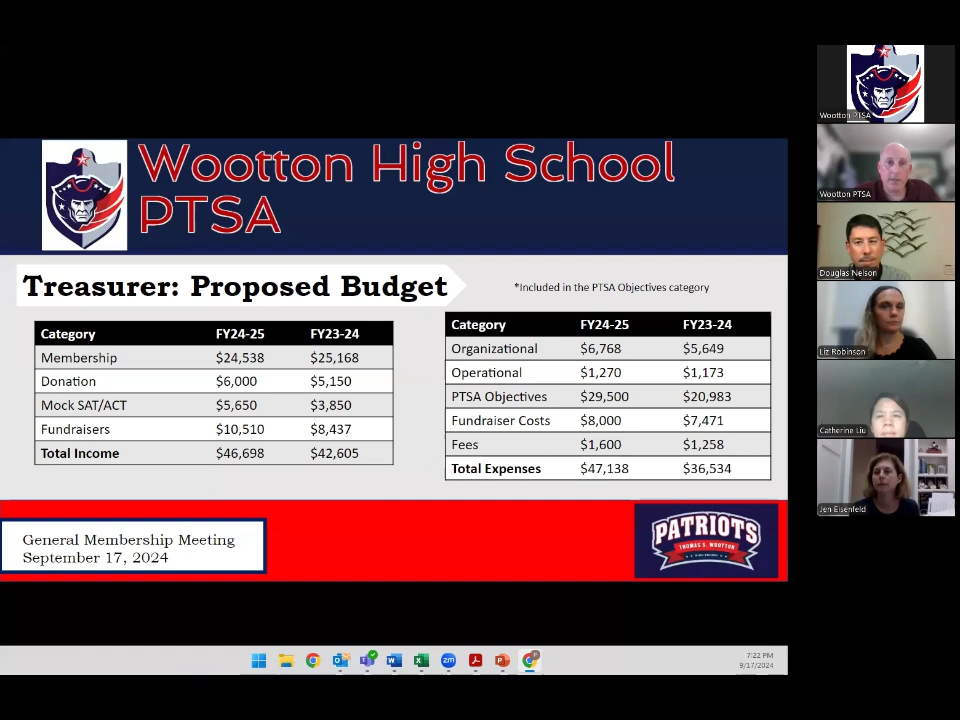 Wootton High School
PTSA
Treasurer: Proposed Budget
*Included in the PTSA Objectives category
Category FY24-25 FY23-24
Membership $24,538 $25,168
Donation $6,000 $5,150
Mock SAT/ACT $5,650 $3,850
Fundraisers $10,510 $8,437
Total Income $46,698 $42,605
Category FY24-25 FY23-24
Organizational $6,768 $5,649
Operational $1,270 $1,173
PTSA Objectives $29,500 $20,983
Fundraiser Costs $8,000 $7,471
Fees $1,600 $1,258
Total Expenses $47,138 $36,534
General Membership Meeting
September 17, 2024
PATRIOTS
THOMAS S. WOOTTON
zm
P
7:22 PM
9/17/2024
Wootton PTSA
Wootton PTSA
Douglas Nelson
Liz Robinson
Catherine Liu
Jen Eisenfeld